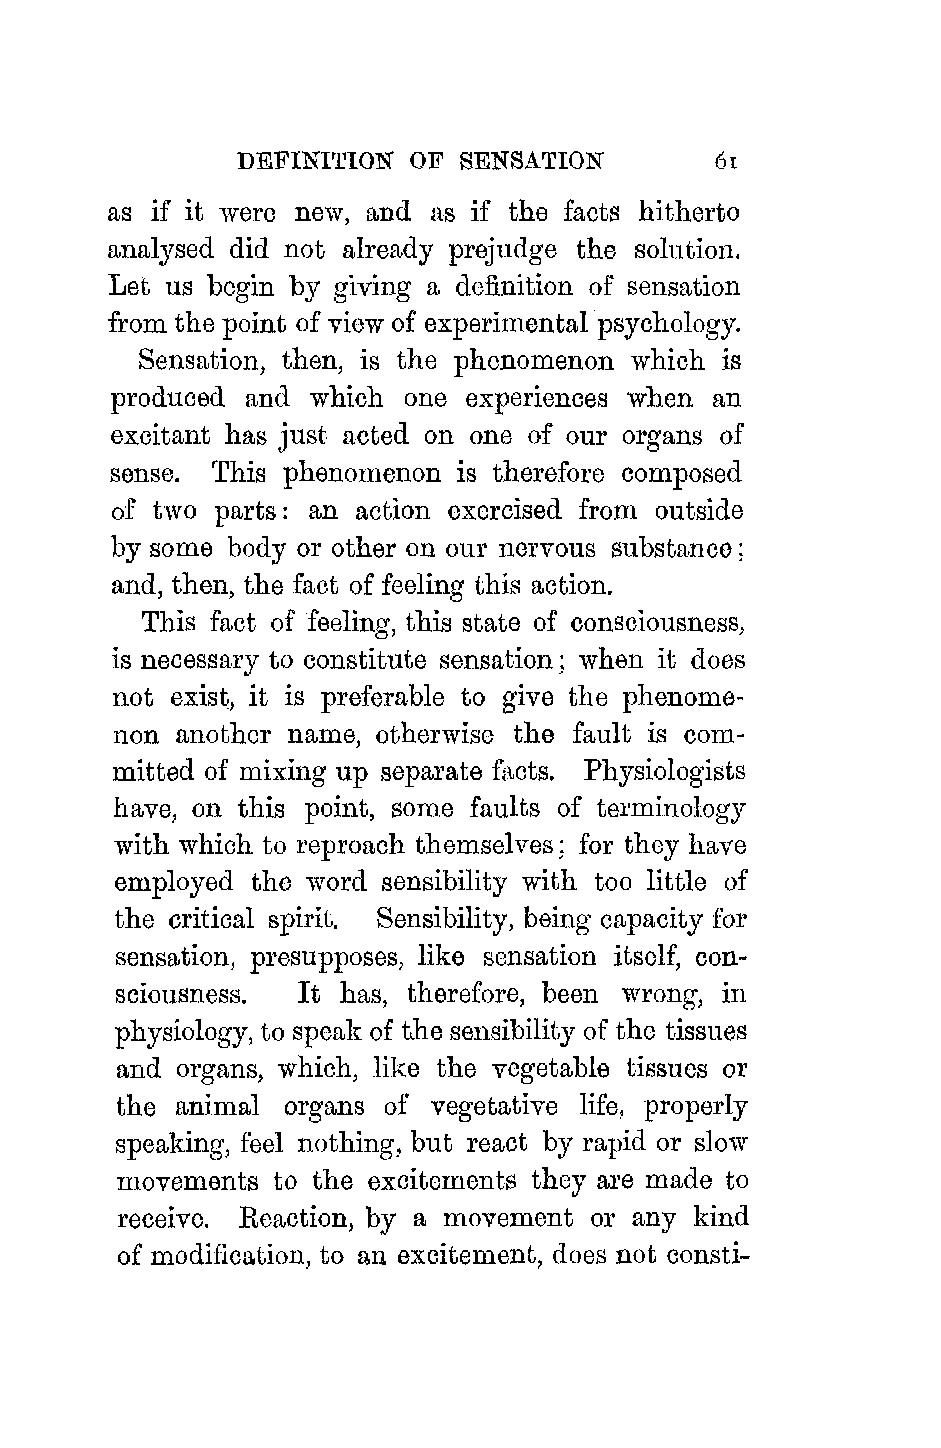 DEFINITION OF SENSATION 61
as if it were new, and as if the facts hitherto
analysed did not already prejudge the solution.
Let us begin by giving a definition of sensation
from the point of view of experimental psychology.
Sensation, then, is the phenomenon which is
produced and which one experiences when an
excitant has just acted on one of our organs of
sense. This phenomenon is therefore composed
of two parts: an action exercised from outside
by some body or other on our nervous substance;
and, then, the fact of feeling this action.
This fact of feeling, this state of consciousness,
is necessary to constitute sensation; when it does
not exist, it is preferable to give the phenome-
non another name, otherwise the fault is com-
mitted of mixing up separate facts. Physiologists
have, on this point, some faults of terminology
with which to reproach themselves; for they have
employed the word sensibility with too little of
the critical spirit. Sensibility, being capacity for
sensation, presupposes, like sensation itself, con-
sciousness. It has, therefore, been wrong, in
physiology, to speak of the sensibility of the tissues
and organs, which, like the vegetable tissues or
the animal organs of vegetative life, properly
speaking, feel nothing, but react by rapid or slow
movements to the excitements they are made to
receive. Reaction, by a movement or any kind
of modification, to an excitement, does not consti-